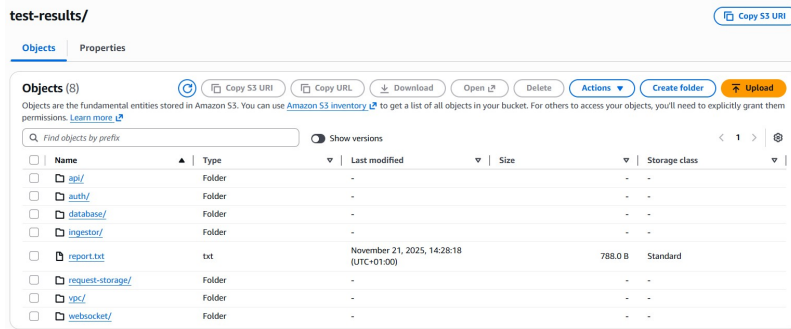 test-results/
Copy S3 URI
Objects Properties
Objects (8) Copy S3 URI Copy URL Download Open Delete Actions Create folder Upload
Objects are the fundamental entities stored in Amazon S3. You can use Amazon S3 inventory to get a list of all objects in your bucket. For others to access your objects, you'll need to explicitly grant them
permissions. Learn more
Find objects by prefix Show versions 1
Name Type Last modified Size Storage class
api/ Folder - - -
auth/ Folder - - -
database/ Folder - - -
ingestor/ Folder - - -
report.txt txt November 21, 2025, 14:28:18
(UTC+01:00) 788.0 B Standard
request-storage/ Folder - - -
vpc/ Folder - - -
websocket/ Folder - - -